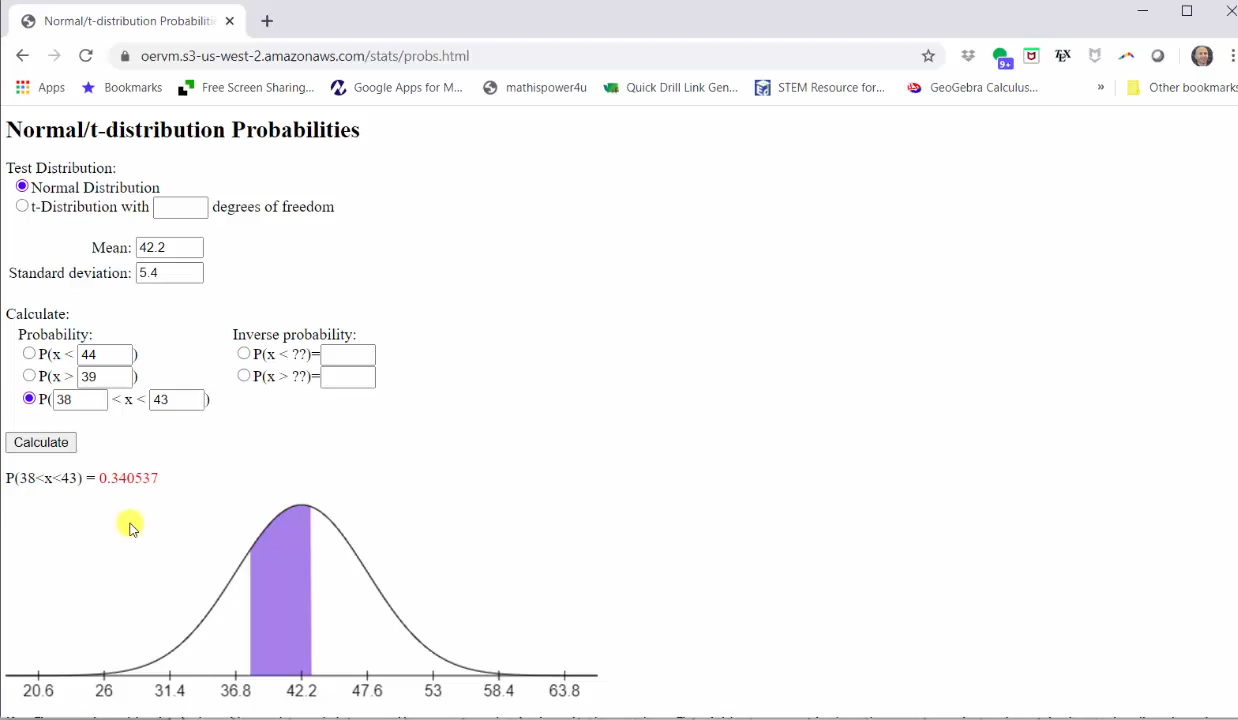 Normal/t-distribution Probabilitie
oervm.s3-us-west-2.amazonaws.com/stats/probs.html
9+
TEX
Apps
Bookmarks
Free Screen Sharing...
Google Apps for M...
mathispower4u
Quick Drill Link Gen...
STEM Resource for...
GeoGebra Calculus...
»
Other bookmarks
Normal/t-distribution Probabilities
Test Distribution:
Normal Distribution
t-Distribution with degrees of freedom
Mean: 42.2
Standard deviation: 5.4
Calculate:
Probability: Inverse probability:
P(x < 44 ) P(x < ??)=
P(x > 39 ) P(x > ??)=
P( 38 < x < 43 )
Calculate
P(38<x<43) = 0.340537
20.6 26 31.4 36.8 42.2 47.6 53 58.4 63.8